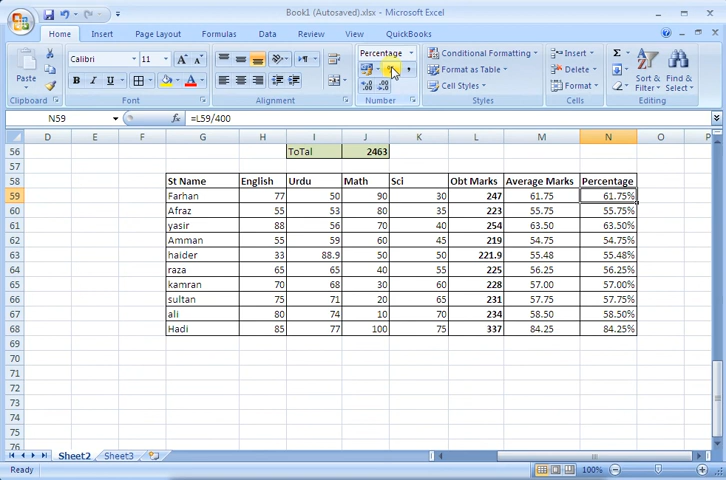 Book1 (Autosaved).xlsx - Microsoft Excel
Home Insert Page Layout Formulas Data Review View QuickBooks
Calibri 11 Percentage Conditional Formatting Insert Σ
Paste B I U Format as Table Delete Sort & Filter Find & Select
Cell Styles Format
Clipboard Font Alignment Number Styles Cells Editing
N59 fx =L59/400
D E F G H I J K L M N O P
56 ToTal 2463
57
58 St Name English Urdu Math Sci Obt Marks Average Marks Percentage
59 Farhan 77 50 90 30 247 61.75 61.75%
60 Afraz 55 53 80 35 223 55.75 55.75%
61 yasir 88 56 70 40 254 63.50 63.50%
62 Amman 55 59 60 45 219 54.75 54.75%
63 haider 33 88.9 50 50 221.9 55.48 55.48%
64 raza 65 65 40 55 225 56.25 56.25%
65 kamran 70 68 30 60 228 57.00 57.00%
66 sultan 75 71 20 65 231 57.75 57.75%
67 ali 80 74 10 70 234 58.50 58.50%
68 Hadi 85 77 100 75 337 84.25 84.25%
69
70
71
72
73
74
75
76
Sheet2 Sheet3
Ready 100%